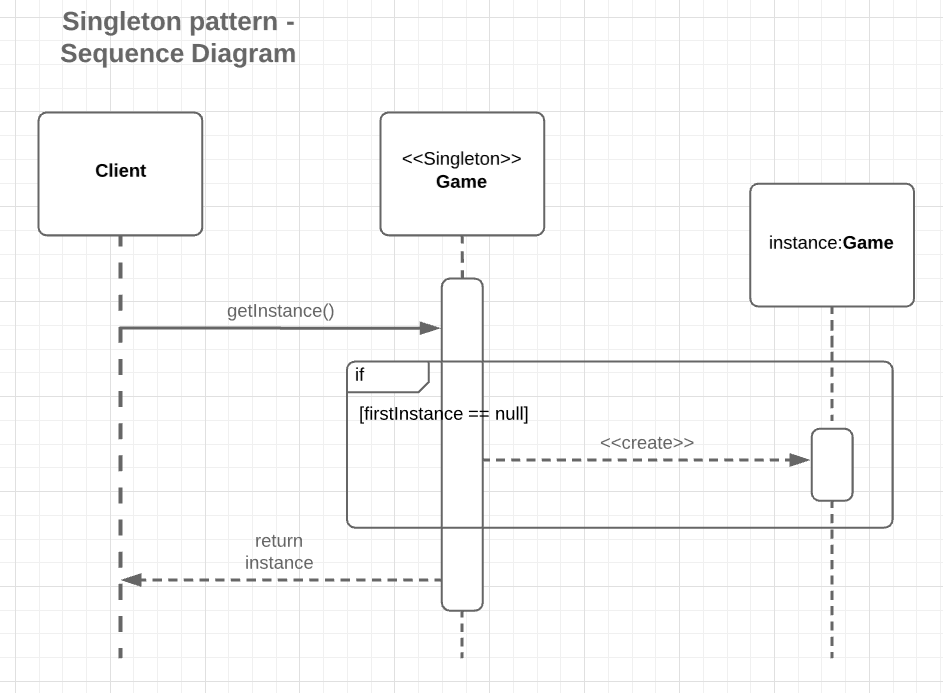 Singleton pattern -
Sequence Diagram
Client
<<Singleton>>
Game
instance:Game
getInstance()
if
[firstInstance == null]
<<create>>
return
instance